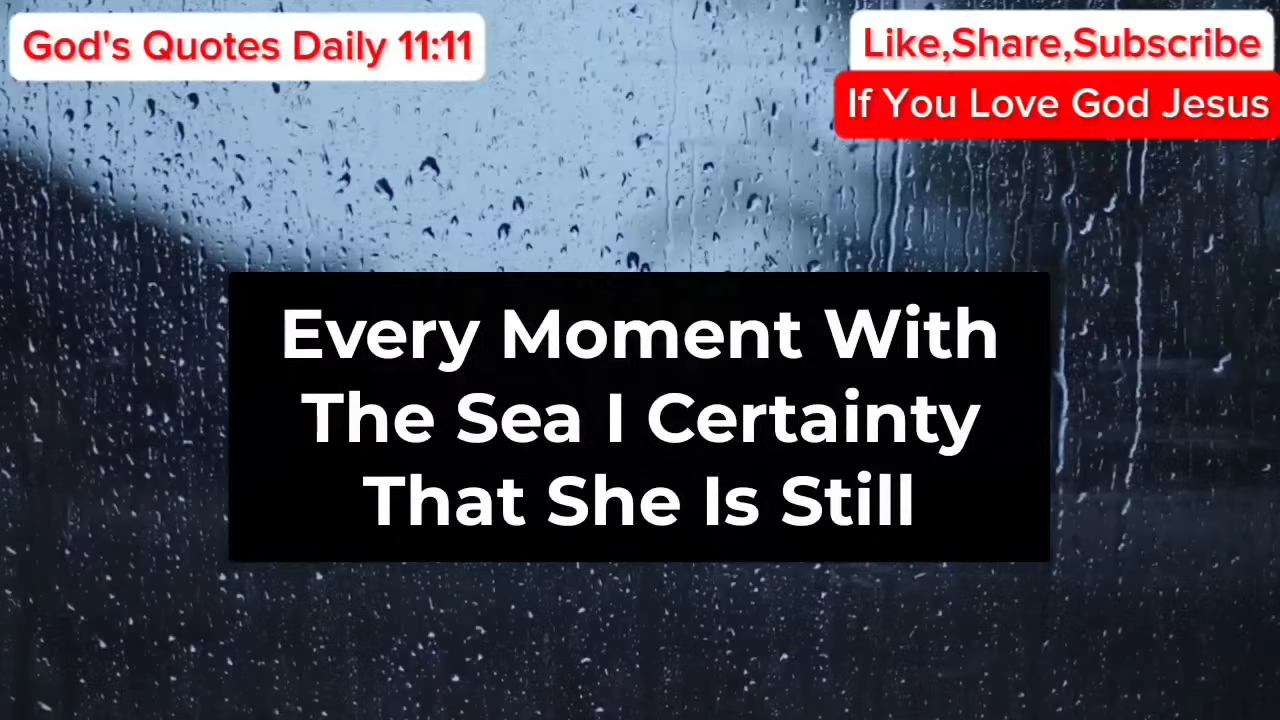 God's Quotes Daily 11:11
Like,Share,Subscribe
If You Love God Jesus
Every Moment With
The Sea I Certainty
That She Is Still